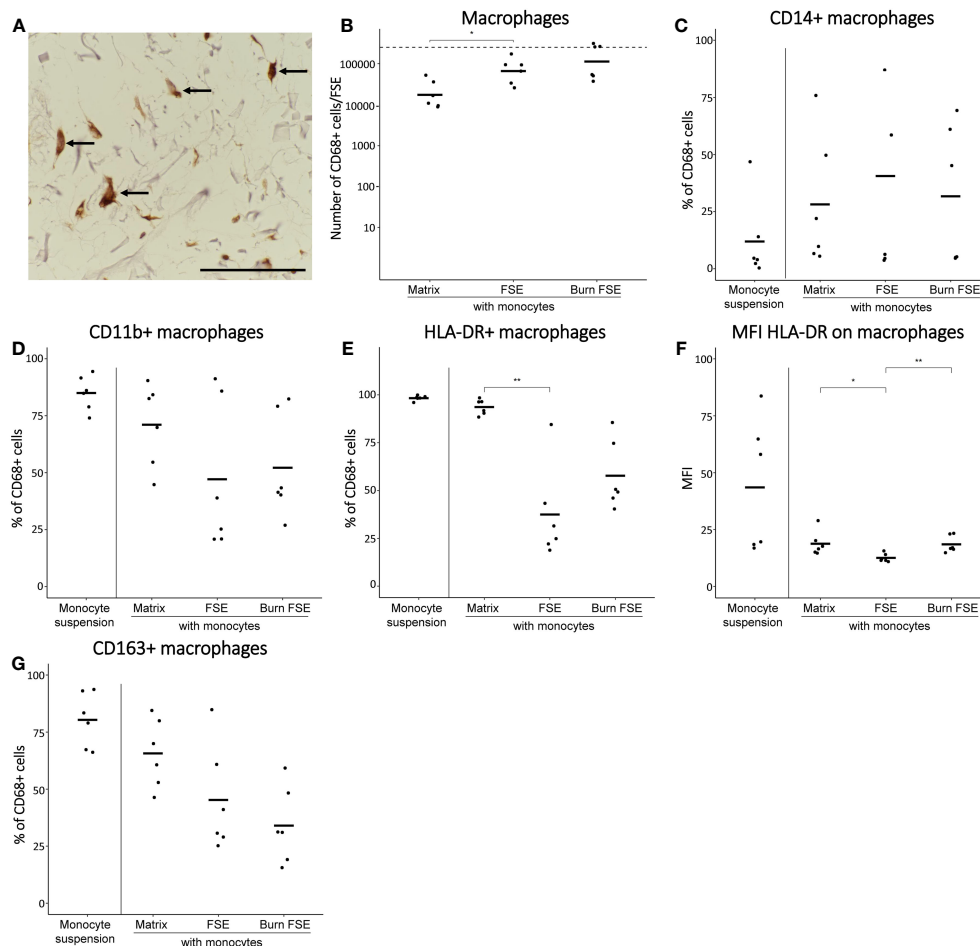 A
B
Macrophages
Number of CD68+ cells/FSE
100000
10000
1000
100
10
*
Matrix
FSE
Burn FSE
with monocytes
C
CD14+ macrophages
% of CD68+ cells
100
75
50
25
0
Monocyte
suspension
Matrix
FSE
Burn FSE
with monocytes
D
CD11b+ macrophages
% of CD68+ cells
100
75
50
25
0
Monocyte
suspension
Matrix
FSE
Burn FSE
with monocytes
E
HLA-DR+ macrophages
% of CD68+ cells
100
75
50
25
0
**
Monocyte
suspension
Matrix
FSE
Burn FSE
with monocytes
F
MFI HLA-DR on macrophages
MFI
100
75
50
25
0
*
**
Monocyte
suspension
Matrix
FSE
Burn FSE
with monocytes
G
CD163+ macrophages
% of CD68+ cells
100
75
50
25
0
Monocyte
suspension
Matrix
FSE
Burn FSE
with monocytes